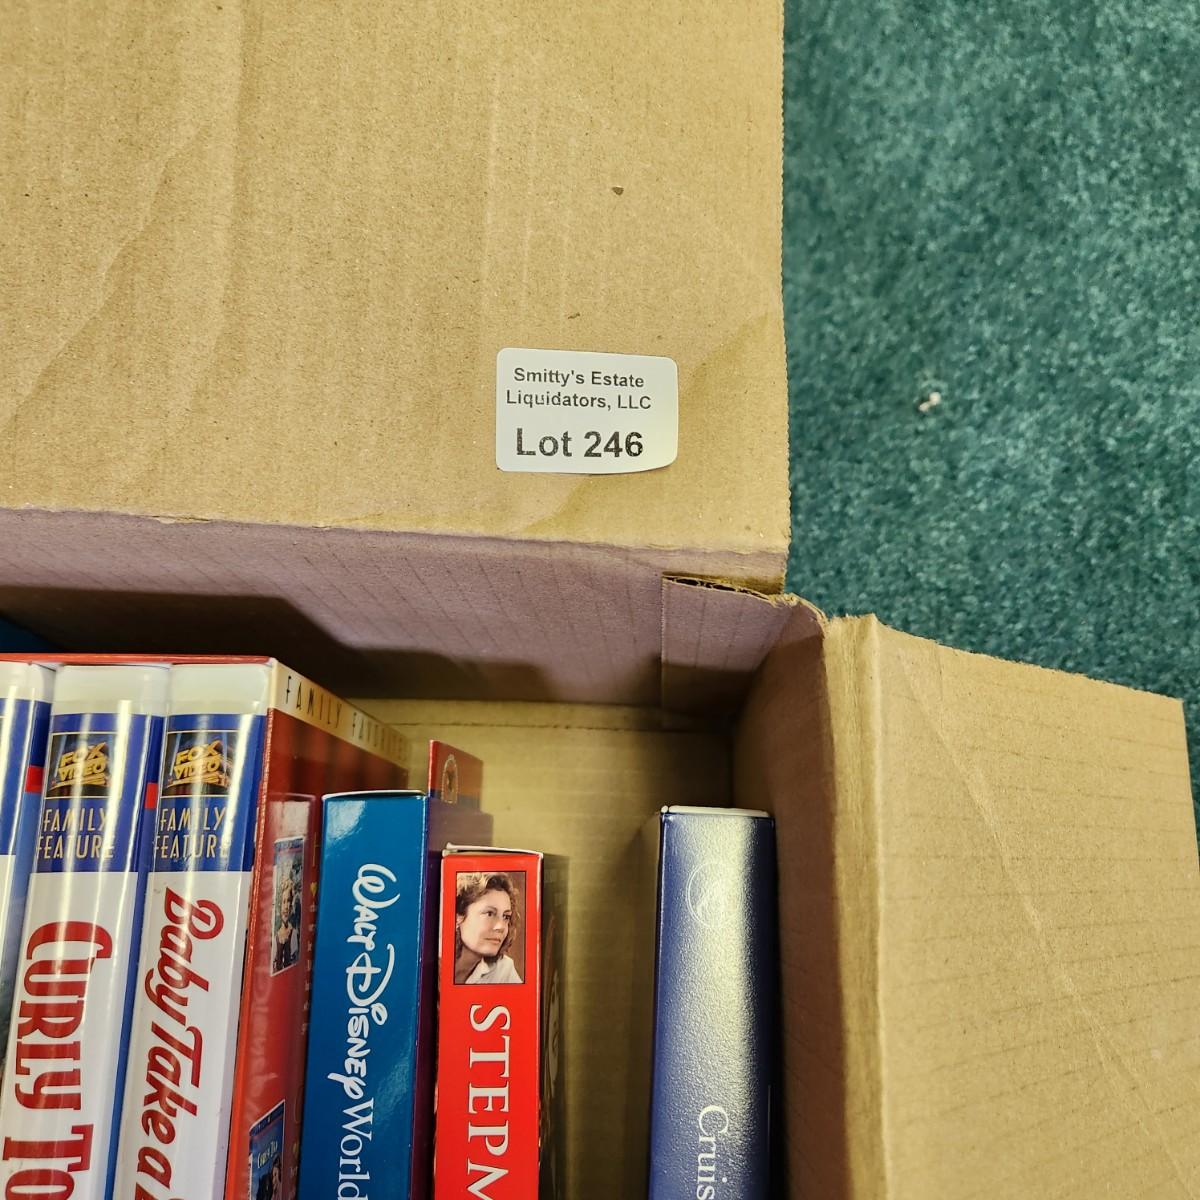 Smitty's Estate
Liquidators, LLC
Lot 246
FAMILY
FOX
VIDEO
FAMILY
FEATURE
CURLY TO
FOX
VIDEO
FAMILY
FEATURE
Baby Take a
WALT DISNEY World
STEPM
Cruis